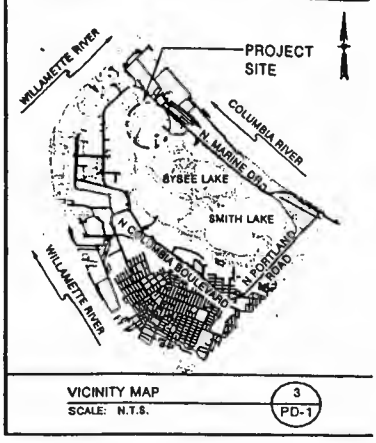 WILLAMETTE RIVER
PROJECT
SITE
COLUMBIA RIVER
N. MARINE DR.
BYBEE LAKE
SMITH LAKE
N COLUMBIA BOULEVARD
N PORTLAND
ROAD
WILLAMETTE RIVER
VICINITY MAP
SCALE: N.T.S.
3
PD-1